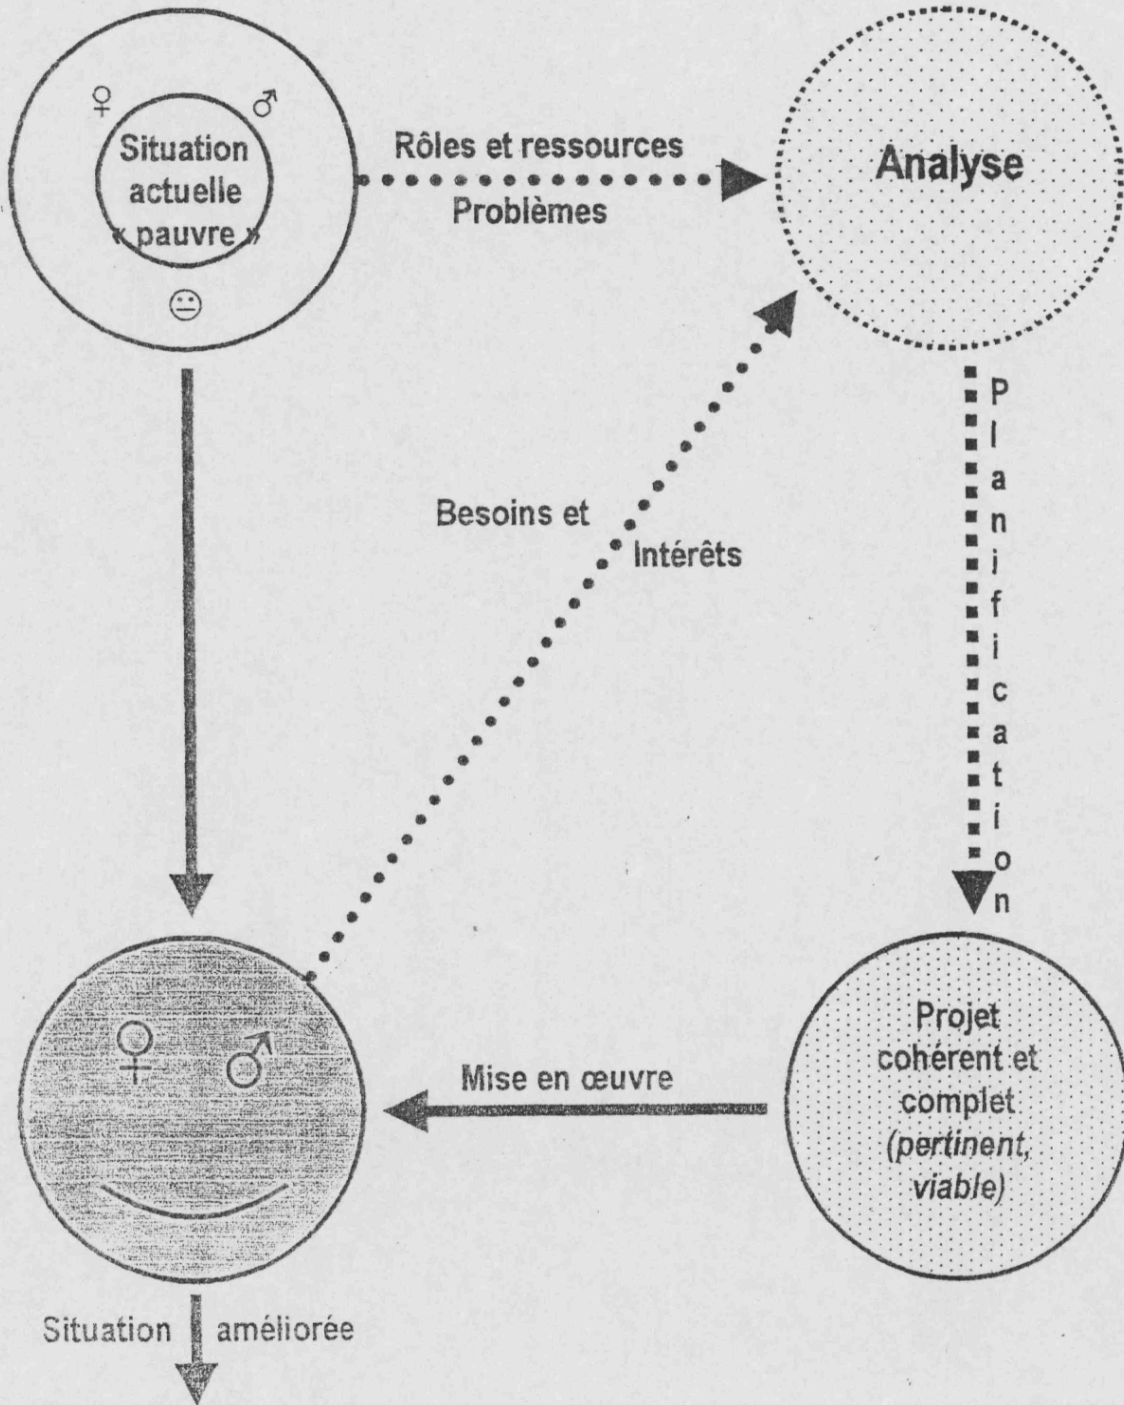 Situation
actuelle
« pauvre »
Rôles et ressources
Problèmes
Analyse
Besoins et
Intérêts
Planification
Projet
cohérent et
complet
(pertinent,
viable)
Mise en œuvre
Situation améliorée